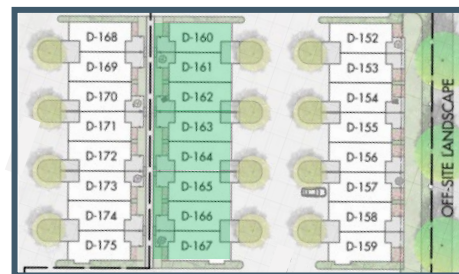 D-168
D-169
D-170
D-171
D-172
D-173
D-174
D-175
D-160
D-161
D-162
D-163
D-164
D-165
D-166
D-167
D-152
D-153
D-154
D-155
D-156
D-157
D-158
D-159
OFF-SITE LANDSCAPE